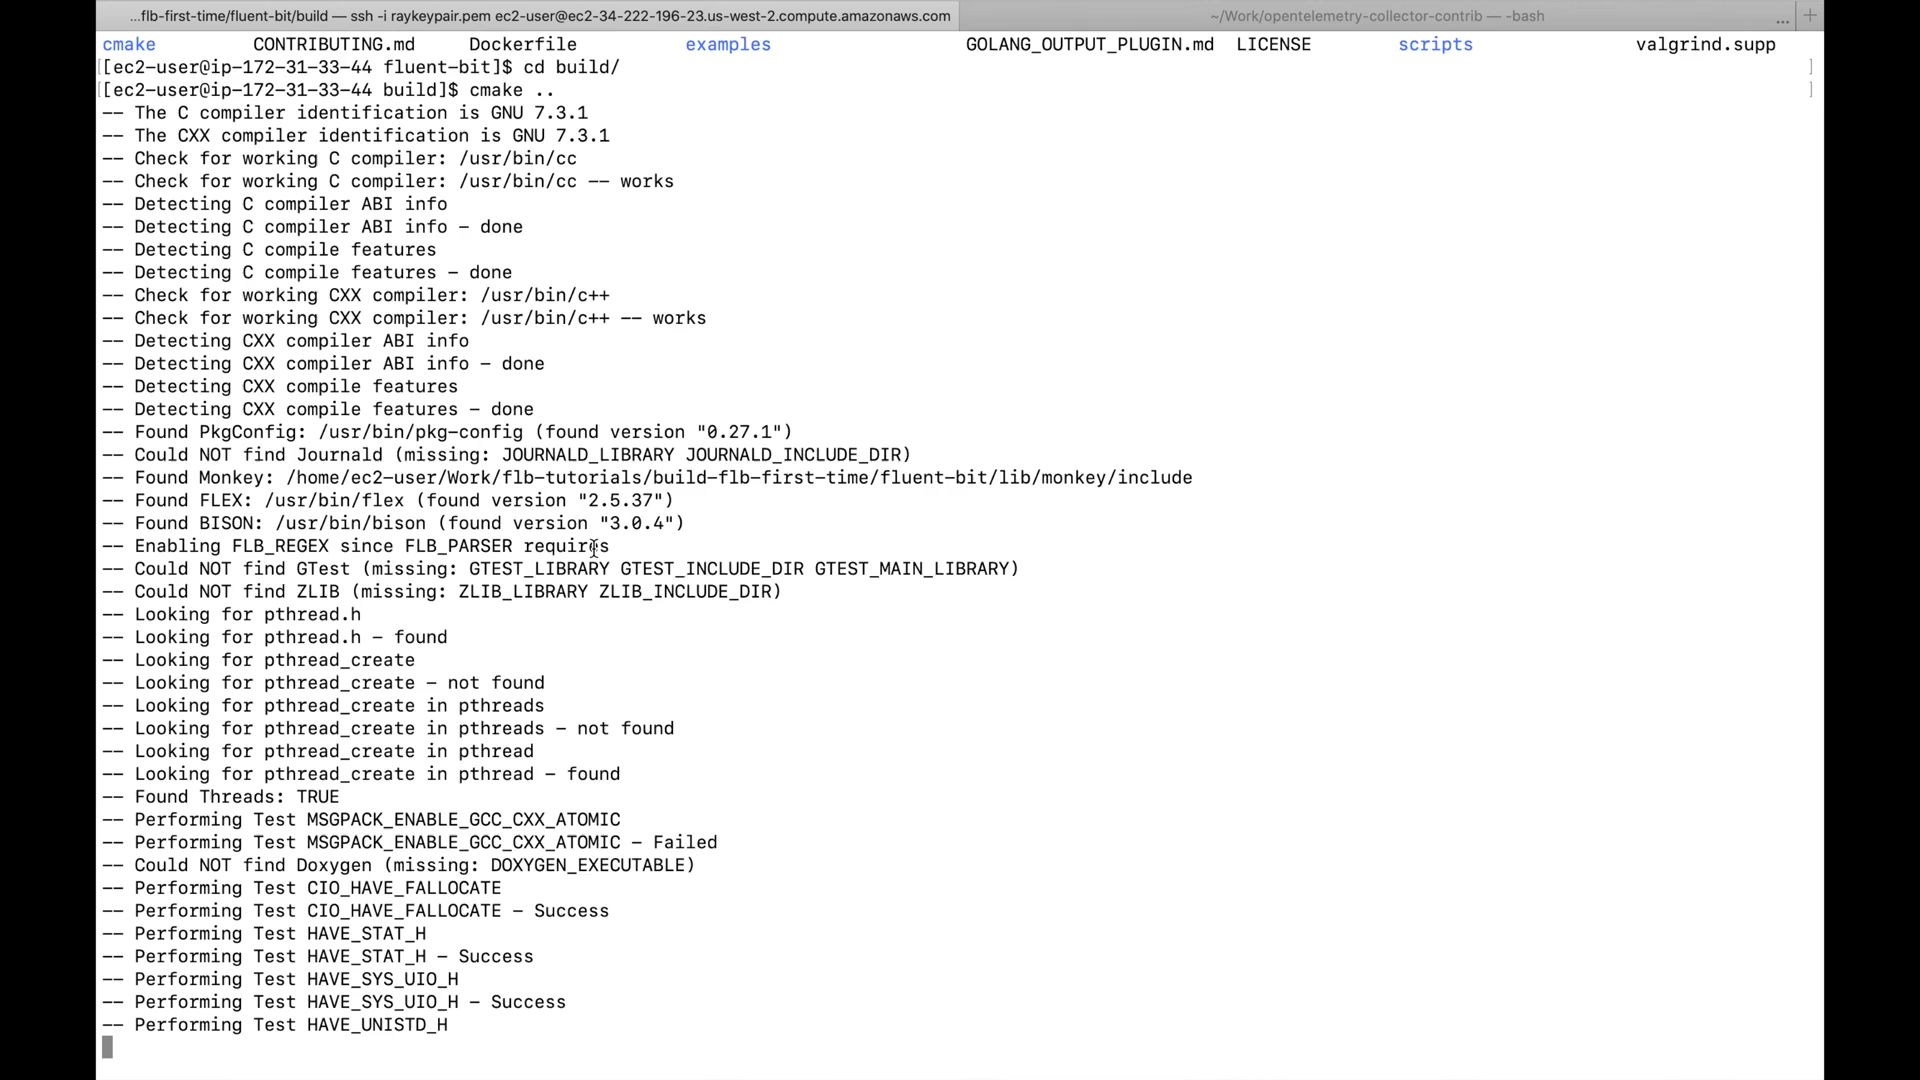 ...flb-first-time/fluent-bit/build — ssh -i raykeypair.pem ec2-user@ec2-34-222-196-23.us-west-2.compute.amazonaws.com ~/Work/opentelemetry-collector-contrib — -bash ... +
cmake CONTRIBUTING.md Dockerfile examples GOLANG_OUTPUT_PLUGIN.md LICENSE scripts valgrind.supp
[[ec2-user@ip-172-31-33-44 fluent-bit]$ cd build/ ]
[[ec2-user@ip-172-31-33-44 build]$ cmake .. ]
-- The C compiler identification is GNU 7.3.1
-- The CXX compiler identification is GNU 7.3.1
-- Check for working C compiler: /usr/bin/cc
-- Check for working C compiler: /usr/bin/cc -- works
-- Detecting C compiler ABI info
-- Detecting C compiler ABI info - done
-- Detecting C compile features
-- Detecting C compile features - done
-- Check for working CXX compiler: /usr/bin/c++
-- Check for working CXX compiler: /usr/bin/c++ -- works
-- Detecting CXX compiler ABI info
-- Detecting CXX compiler ABI info - done
-- Detecting CXX compile features
-- Detecting CXX compile features - done
-- Found PkgConfig: /usr/bin/pkg-config (found version "0.27.1")
-- Could NOT find Journald (missing: JOURNALD_LIBRARY JOURNALD_INCLUDE_DIR)
-- Found Monkey: /home/ec2-user/Work/flb-tutorials/build-flb-first-time/fluent-bit/lib/monkey/include
-- Found FLEX: /usr/bin/flex (found version "2.5.37")
-- Found BISON: /usr/bin/bison (found version "3.0.4")
-- Enabling FLB_REGEX since FLB_PARSER requires
-- Could NOT find GTest (missing: GTEST_LIBRARY GTEST_INCLUDE_DIR GTEST_MAIN_LIBRARY)
-- Could NOT find ZLIB (missing: ZLIB_LIBRARY ZLIB_INCLUDE_DIR)
-- Looking for pthread.h
-- Looking for pthread.h - found
-- Looking for pthread_create
-- Looking for pthread_create - not found
-- Looking for pthread_create in pthreads
-- Looking for pthread_create in pthreads - not found
-- Looking for pthread_create in pthread
-- Looking for pthread_create in pthread - found
-- Found Threads: TRUE
-- Performing Test MSGPACK_ENABLE_GCC_CXX_ATOMIC
-- Performing Test MSGPACK_ENABLE_GCC_CXX_ATOMIC - Failed
-- Could NOT find Doxygen (missing: DOXYGEN_EXECUTABLE)
-- Performing Test CIO_HAVE_FALLOCATE
-- Performing Test CIO_HAVE_FALLOCATE - Success
-- Performing Test HAVE_STAT_H
-- Performing Test HAVE_STAT_H - Success
-- Performing Test HAVE_SYS_UIO_H
-- Performing Test HAVE_SYS_UIO_H - Success
-- Performing Test HAVE_UNISTD_H